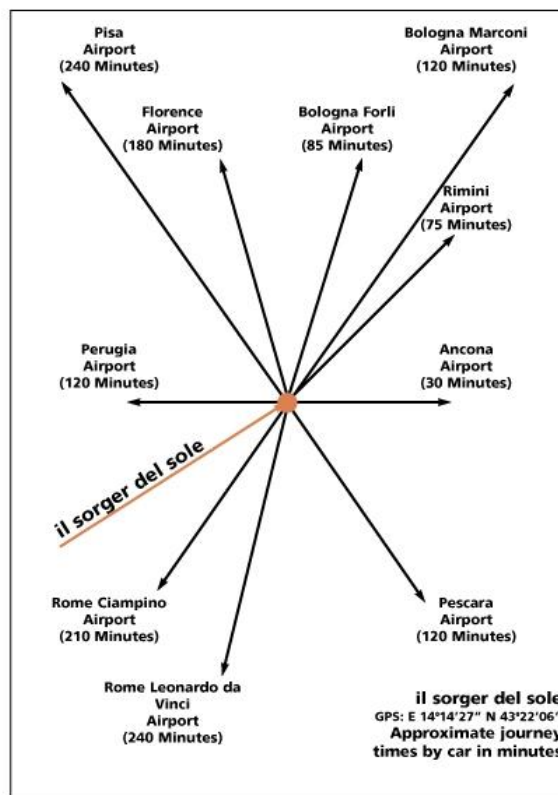 Pisa
Airport
(240 Minutes)
Bologna Marconi
Airport
(120 Minutes)
Florence
Airport
(180 Minutes)
Bologna Forli
Airport
(85 Minutes)
Rimini
Airport
(75 Minutes)
Perugia
Airport
(120 Minutes)
Ancona
Airport
(30 Minutes)
il sorger del sole
Rome Ciampino
Airport
(210 Minutes)
Pescara
Airport
(120 Minutes)
Rome Leonardo da
Vinci
Airport
(240 Minutes)
il sorger del sole
GPS: E 14°14'27" N 43°22'06"
Approximate journey
times by car in minutes